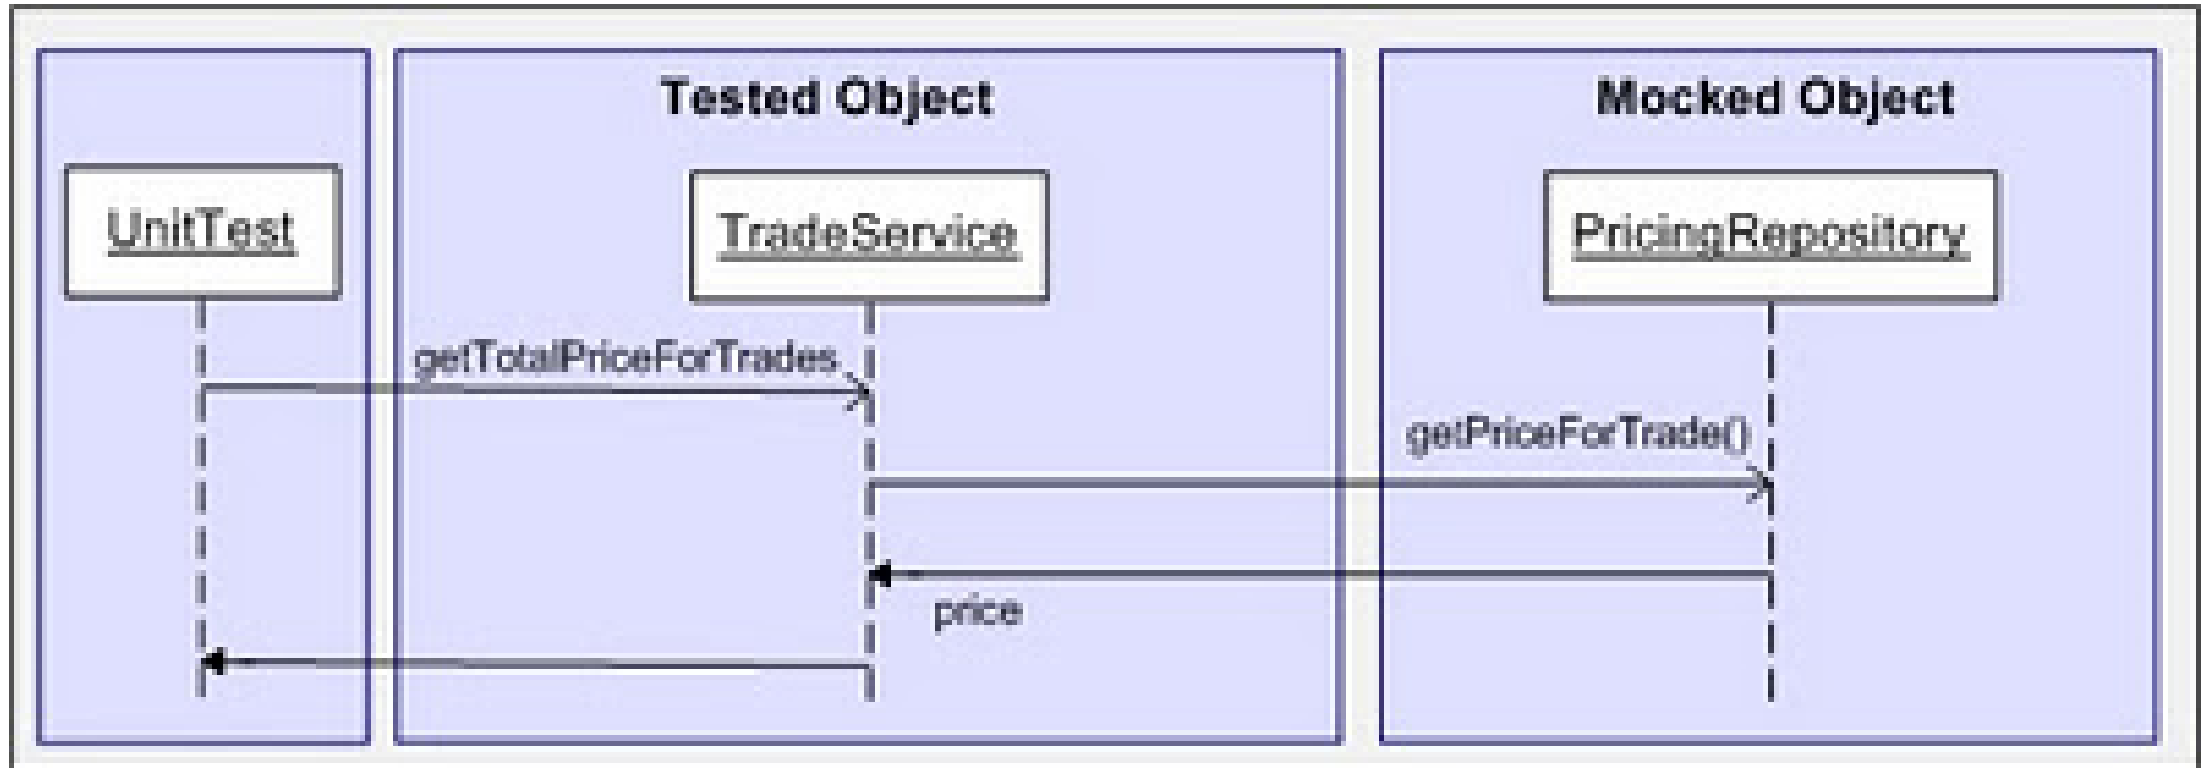 Tested Object
Mocked Object
UnitTest
TradeService
PricingRepository
getTotalPriceForTrades
getPriceForTrade()
price